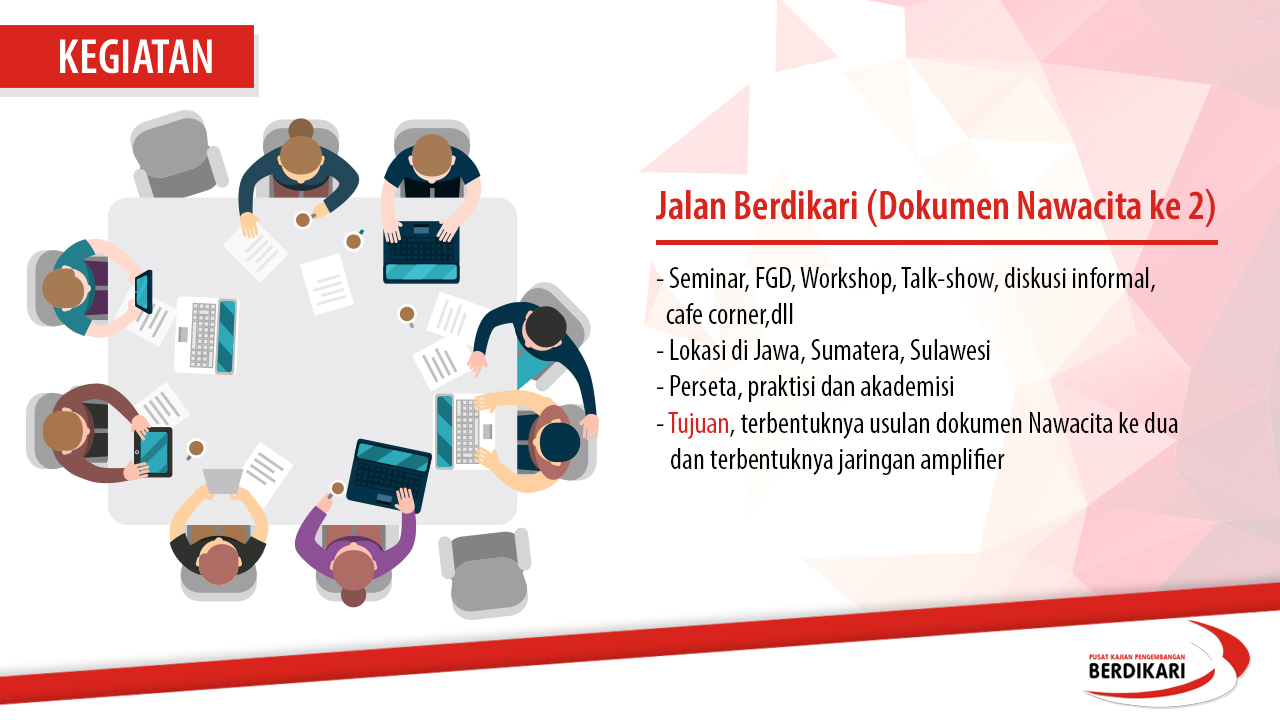 KEGIATAN
Jalan Berdikari (Dokumen Nawacita ke 2)
- Seminar, FGD, Workshop, Talk-show, diskusi informal,
cafe corner,dll
- Lokasi di Jawa, Sumatera, Sulawesi
- Perseta, praktisi dan akademisi
- Tujuan, terbentuknya usulan dokumen Nawacita ke dua
dan terbentuknya jaringan amplifier
PUSAT KAJIAN PENGEMBANGAN
BERDIKARI